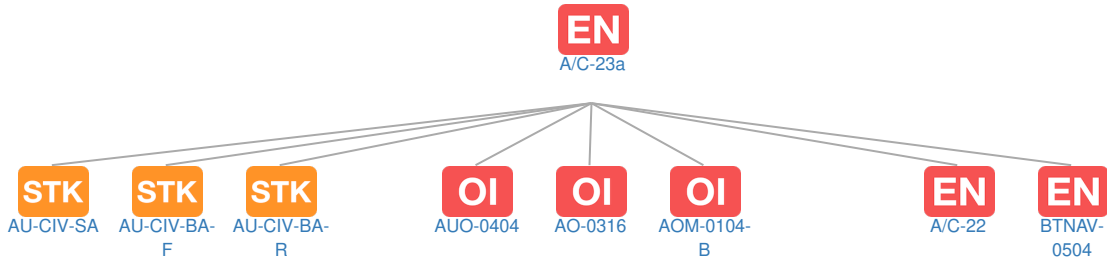 EN
A/C-23a
STK STK STK OI OI OI EN EN
AU-CIV-SA AU-CIV-BA- AU-CIV-BA- AUO-0404 AO-0316 AOM-0104- A/C-22 BTNAV-
F R B 0504